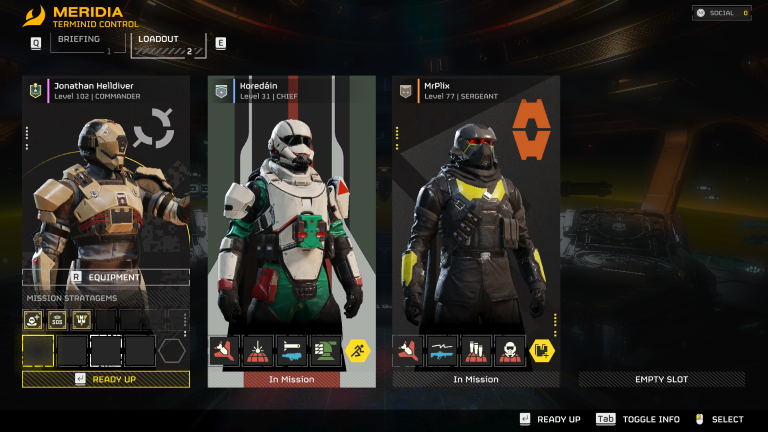 MERIDIA
TERMINID CONTROL
SOCIAL 0
Q BRIEFING 1 LOADOUT 2 E
Jonathan Helldiver
Level 102 | COMMANDER
Koredáin
Level 31 | CHIEF
MrPlix
Level 77 | SERGEANT
R EQUIPMENT
MISSION STRATAGEMS
SOS
READY UP
In Mission
In Mission
EMPTY SLOT
READY UP Tab TOGGLE INFO SELECT